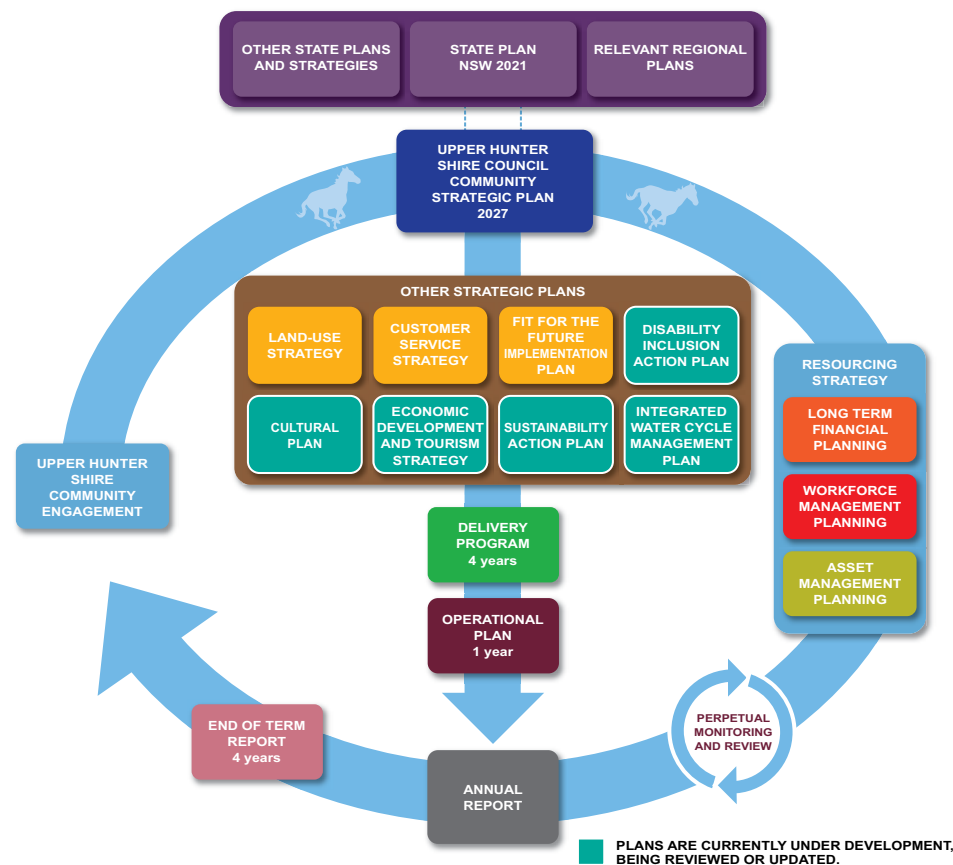 OTHER STATE PLANS
AND STRATEGIES
STATE PLAN
NSW 2021
RELEVANT REGIONAL
PLANS
UPPER HUNTER
SHIRE COUNCIL
COMMUNITY
STRATEGIC PLAN
2027
OTHER STRATEGIC PLANS
LAND-USE
STRATEGY
CUSTOMER
SERVICE
STRATEGY
FIT FOR THE
FUTURE
IMPLEMENTATION
PLAN
DISABILITY
INCLUSION
ACTION PLAN
CULTURAL
PLAN
ECONOMIC
DEVELOPMENT
AND TOURISM
STRATEGY
SUSTAINABILITY
ACTION PLAN
INTEGRATED
WATER CYCLE
MANAGEMENT
PLAN
RESOURCING
STRATEGY
LONG TERM
FINANCIAL
PLANNING
WORKFORCE
MANAGEMENT
PLANNING
ASSET
MANAGEMENT
PLANNING
UPPER HUNTER
SHIRE
COMMUNITY
ENGAGEMENT
DELIVERY
PROGRAM
4 years
OPERATIONAL
PLAN
1 year
PERPETUAL
MONITORING
AND REVIEW
END OF TERM
REPORT
4 years
ANNUAL
REPORT
PLANS ARE CURRENTLY UNDER DEVELOPMENT,
BEING REVIEWED OR UPDATED.